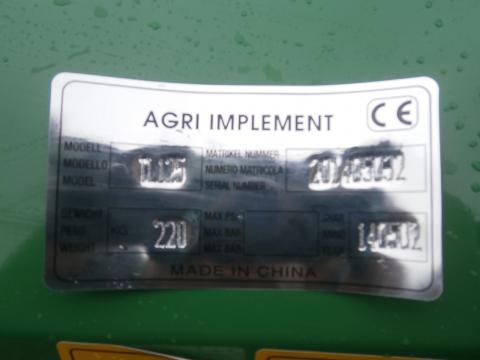 AGRI IMPLEMENT CE
MODELL MATRIKEL NUMMER
MODELLO NUMERO MATRICOLA
MODEL SERIAL NUMBER
GEWICHT MAX PS
PESO KG 220 MAX BAR ANNO
WEIGHT MAX BAR YEAR
MADE IN CHINA